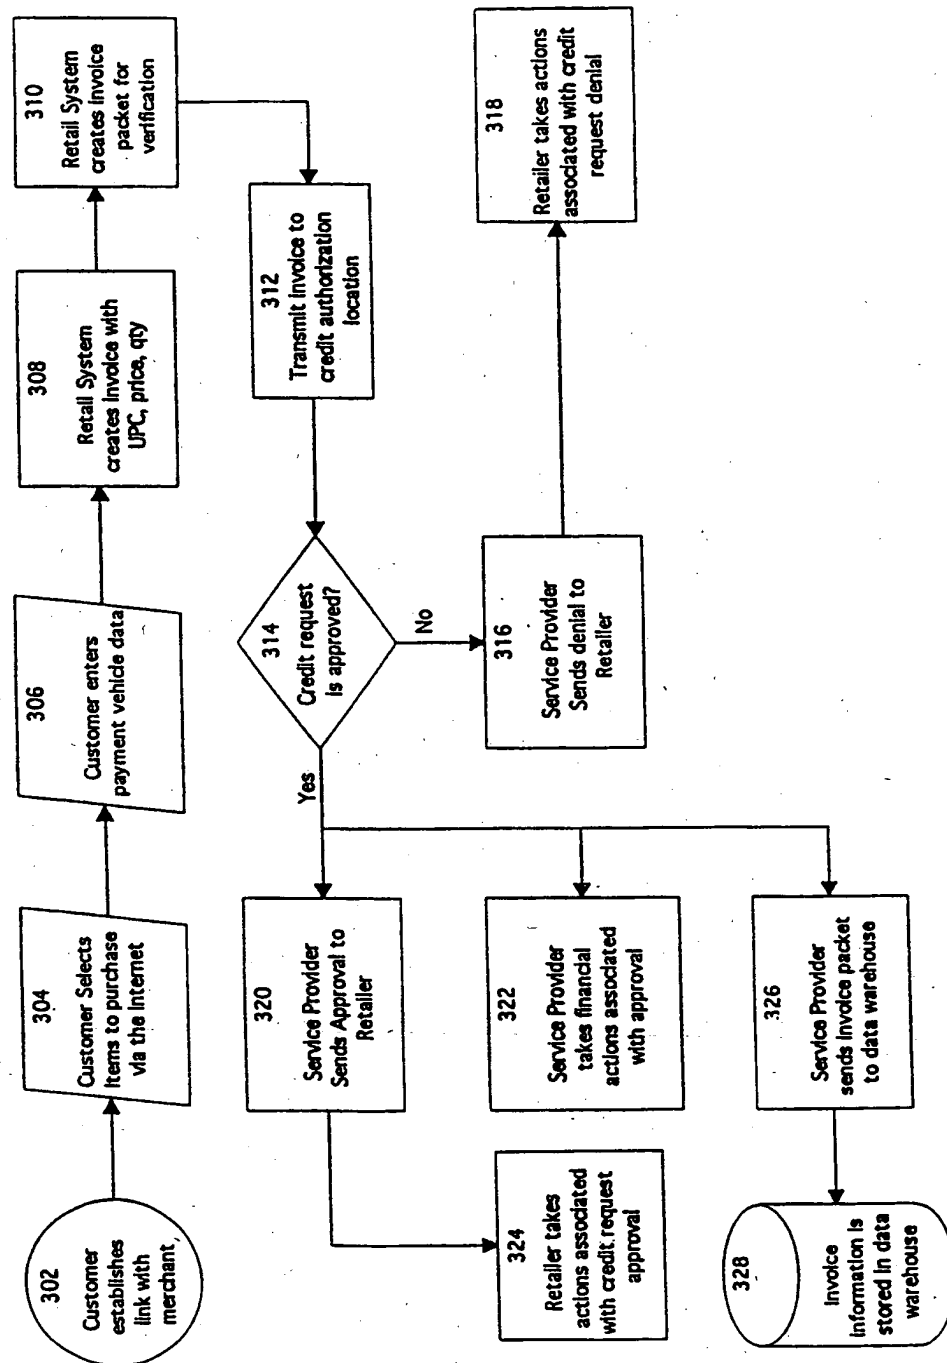 302
Customer
establishes
link with
merchant,
304
Customer Selects
Items to purchase
via the Internet
306
Customer enters
payment vehicle data
308
Retail System
creates Invoice with
UPC, price, qty
310
Retail System
creates Invoice
packet for
verification
312
Transmit Invoice to
credit authorization
location
314
Credit request
Is approved?
Yes
No
316
Service Provider
Sends denial to
Retailer
318
Retailer takes actions
associated with credit
request denial
320
Service Provider
Sends Approval to
Retailer
322
Service Provider
takes financial
actions associated
with approval
324
Retailer takes
actions associated
with credit request
approval
326
Service Provider
sends Invoice packet
to data warehouse
328
Invoice
Information is
stored in data
warehouse